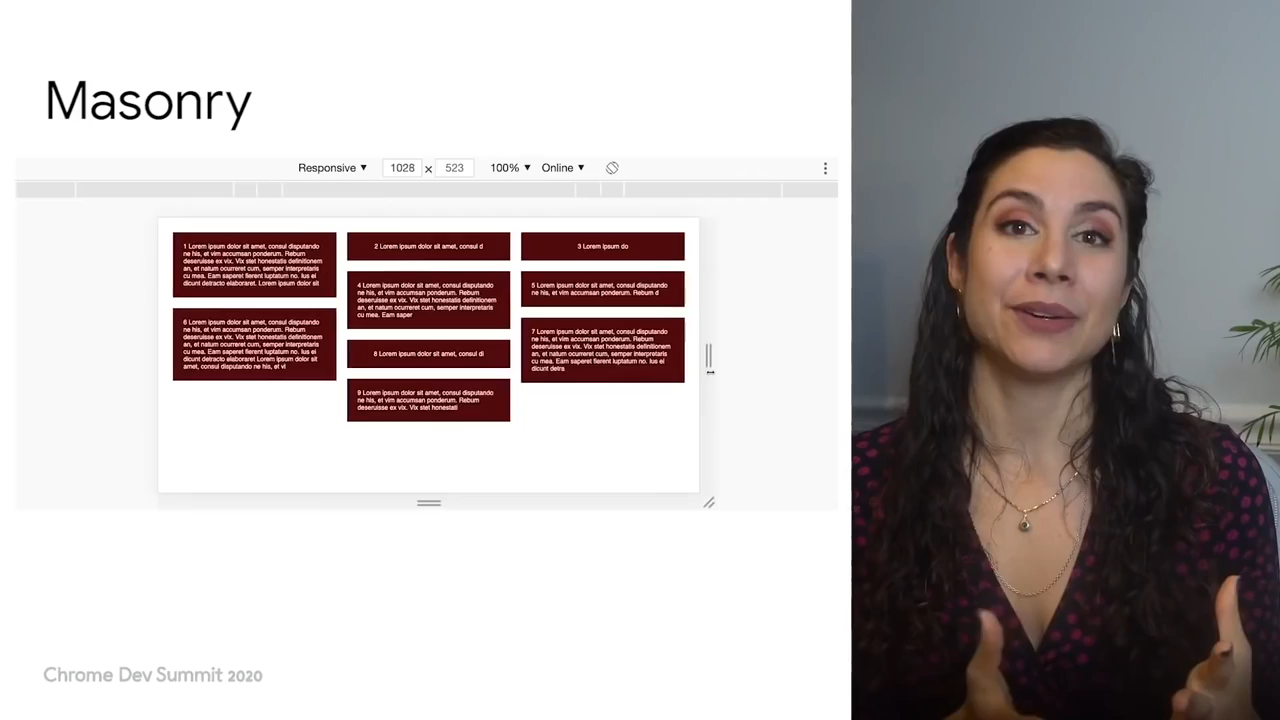 Masonry
Responsive 1028 × 523 100% Online
1 Lorem ipsum dolor sit amet, consul disputando
ne his, et vim accumsan ponderum. Rebum
deseruisse ex vix. Vix stet honestatis definitionem
an, et natum ocurreret cum, semper interpretaris
cu mea. Eam saperet fierent luptatum no. Ius ei
dicunt detracto elaboraret. Lorem ipsum dolor sit
2 Lorem ipsum dolor sit amet, consul d
3 Lorem ipsum do
4 Lorem ipsum dolor sit amet, consul disputando
ne his, et vim accumsan ponderum. Rebum
deseruisse ex vix. Vix stet honestatis definitionem
an, et natum ocurreret cum, semper interpretaris
cu mea. Eam saper
5 Lorem ipsum dolor sit amet, consul disputando
ne his, et vim accumsan ponderum. Rebum d
6 Lorem ipsum dolor sit amet, consul disputando
ne his, et vim accumsan ponderum. Rebum
deseruisse ex vix. Vix stet honestatis definitionem
an, et natum ocurreret cum, semper interpretaris
cu mea. Eam saperet fierent luptatum no. Ius ei
dicunt detracto elaboraret Lorem ipsum dolor sit
amet, consul disputando ne his, et vi
7 Lorem ipsum dolor sit amet, consul disputando
ne his, et vim accumsan ponderum. Rebum
deseruisse ex vix. Vix stet honestatis definitionem
an, et natum ocurreret cum, semper interpretaris
cu mea. Eam saperet fierent luptatum no. Ius ei
dicunt detra
8 Lorem ipsum dolor sit amet, consul di
9 Lorem ipsum dolor sit amet, consul disputando
ne his, et vim accumsan ponderum. Rebum
deseruisse ex vix. Vix stet honestati
Chrome Dev Summit 2020